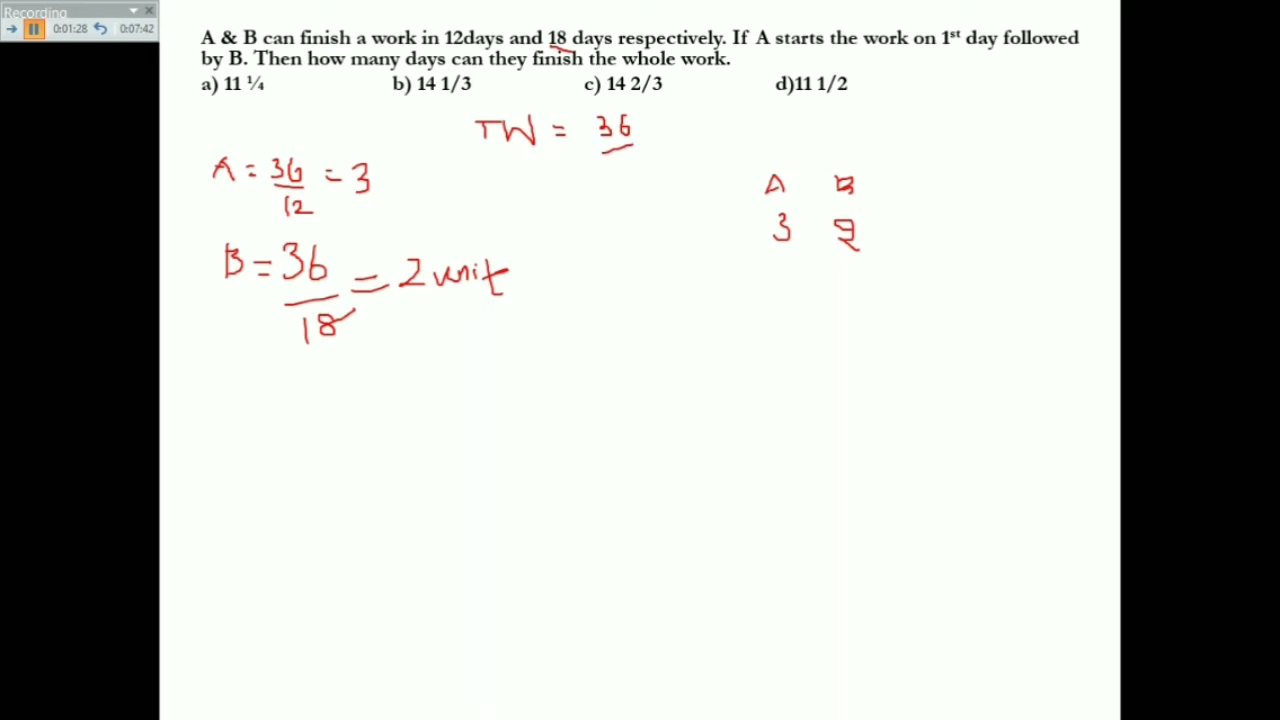 Recording
0:01:28 0:07:42
A & B can finish a work in 12days and 18 days respectively. If A starts the work on 1st day followed
by B. Then how many days can they finish the whole work.
a) 11 ¼ b) 14 1/3 c) 14 2/3 d)11 1/2
TW = 36
A = 36/12 = 3
A B
3 2
B = 36/18 = 2 unit